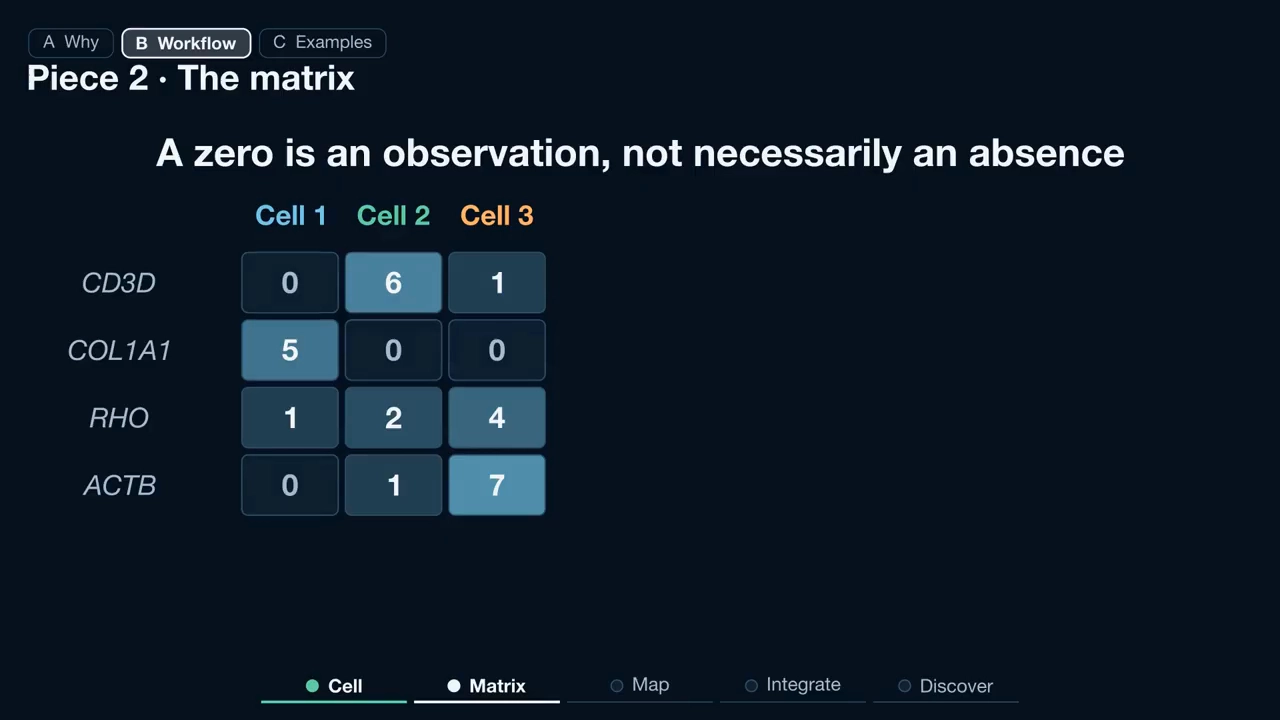 A Why B Workflow C Examples
Piece 2 · The matrix
A zero is an observation, not necessarily an absence
Cell 1 Cell 2 Cell 3
CD3D 0 6 1
COL1A1 5 0 0
RHO 1 2 4
ACTB 0 1 7
Cell Matrix Map Integrate Discover